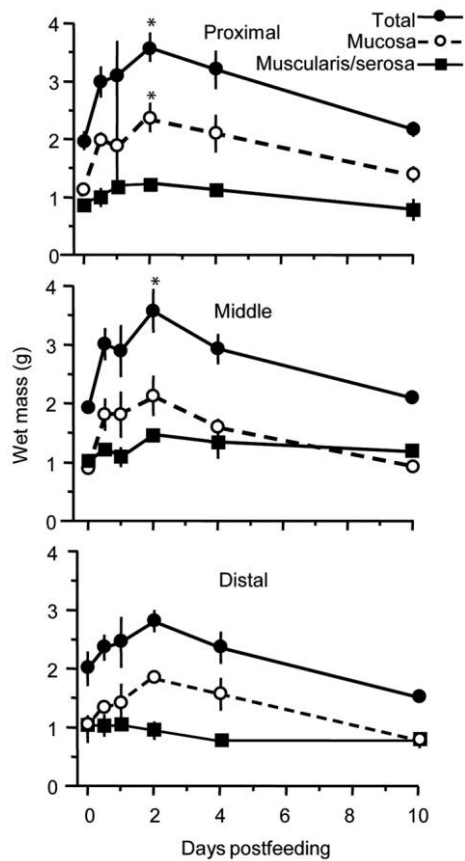 Total
Proximal
Mucosa
Muscularis/serosa
4
3
2
1
0
*
*
Middle
4
3
2
1
0
*
Distal
4
3
2
1
0
Wet mass (g)
0 2 4 6 8 10
Days postfeeding